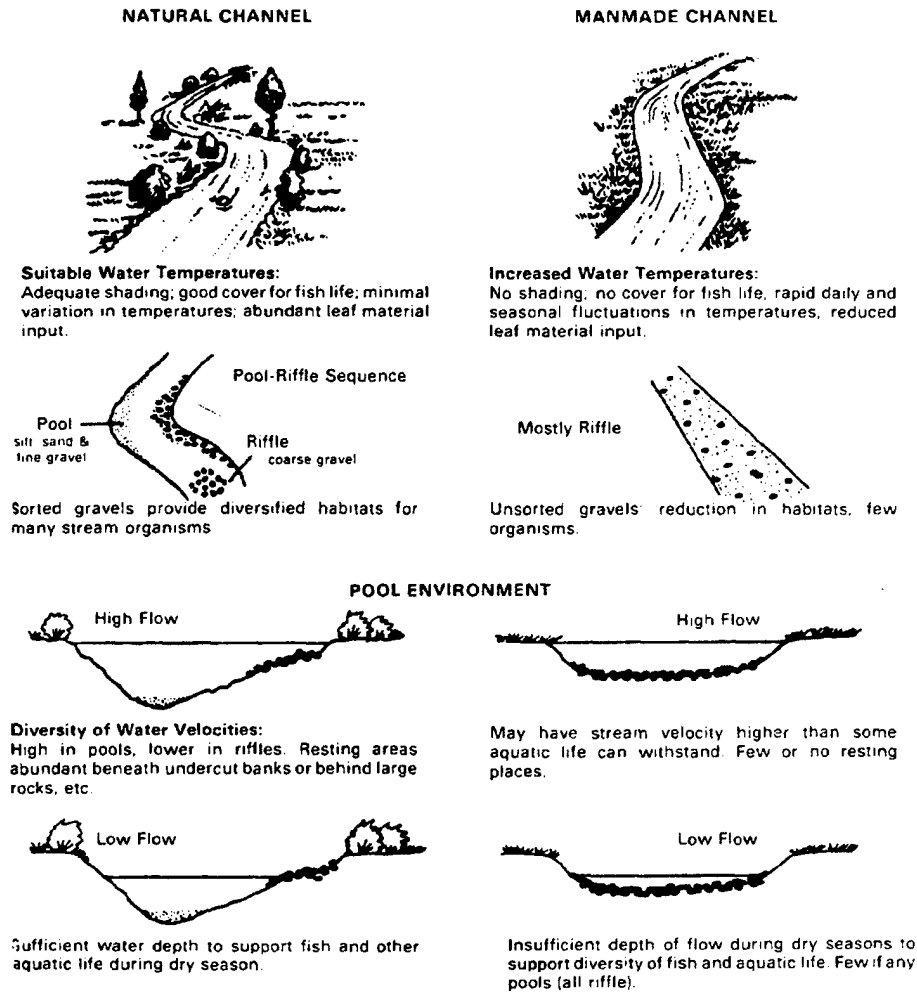 NATURAL CHANNEL
MANMADE CHANNEL
Suitable Water Temperatures:
Adequate shading; good cover for fish life; minimal
variation in temperatures; abundant leaf material
input.
Increased Water Temperatures:
No shading; no cover for fish life, rapid daily and
seasonal fluctuations in temperatures, reduced
leaf material input.
Pool-Riffle Sequence
Pool
silt sand &
fine gravel
Riffle
coarse gravel
Sorted gravels provide diversified habitats for
many stream organisms
Mostly Riffle
Unsorted gravels reduction in habitats, few
organisms.
POOL ENVIRONMENT
High Flow
High Flow
Diversity of Water Velocities:
High in pools, lower in riffles. Resting areas
abundant beneath undercut banks or behind large
rocks, etc.
May have stream velocity higher than some
aquatic life can withstand. Few or no resting
places.
Low Flow
Low Flow
Sufficient water depth to support fish and other
aquatic life during dry season.
Insufficient depth of flow during dry seasons to
support diversity of fish and aquatic life. Few if any
pools (all riffle).